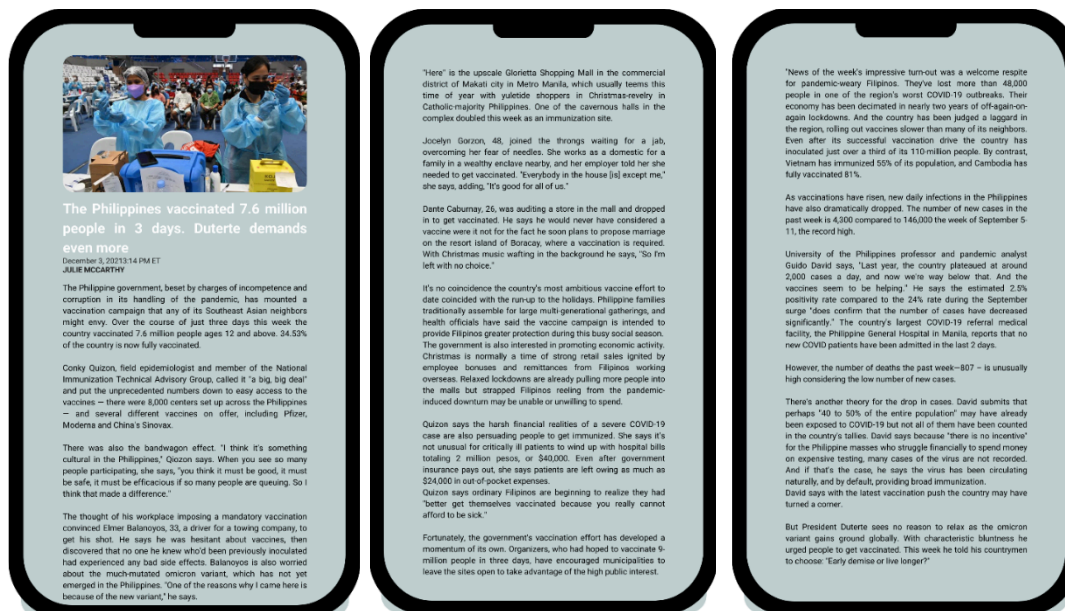 The Philippines vaccinated 7.6 million
people in 3 days. Duterte demands
even more
December 3, 20213:14 PM ET
JULIE MCCARTHY
The Philippine government, beset by charges of incompetence and
corruption in its handling of the pandemic, has mounted a
vaccination campaign that any of its Southeast Asian neighbors
might envy. Over the course of just three days this week the
country vaccinated 7.6 million people ages 12 and above. 34.53%
of the country is now fully vaccinated.
Conky Quizon, field epidemiologist and member of the National
Immunization Technical Advisory Group, called it "a big, big deal"
and put the unprecedented numbers down to easy access to the
vaccines — there were 8,000 centers set up across the Philippines
— and several different vaccines on offer, including Pfizer,
Moderna and China's Sinovax.
There was also the bandwagon effect. "I think it's something
cultural in the Philippines," Qiozon says. When you see so many
people participating, she says, "you think it must be good, it must
be safe, it must be efficacious if so many people are queuing. So I
think that made a difference."
The thought of his workplace imposing a mandatory vaccination
convinced Elmer Balanoyos, 33, a driver for a towing company, to
get his shot. He says he was hesitant about vaccines, then
discovered that no one he knew who'd been previously inoculated
had experienced any bad side effects. Balanoyos is also worried
about the much-mutated omicron variant, which has not yet
emerged in the Philippines. "One of the reasons why I came here is
because of the new variant," he says.
"Here" is the upscale Glorietta Shopping Mall in the commercial
district of Makati city in Metro Manila, which usually teems this
time of year with yuletide shoppers in Christmas-revelry in
Catholic-majority Philippines. One of the cavernous halls in the
complex doubled this week as an immunization site.
Jocelyn Gorzon, 48, joined the throngs waiting for a jab,
overcoming her fear of needles. She works as a domestic for a
family in a wealthy enclave nearby, and her employer told her she
needed to get vaccinated. "Everybody in the house [is] except me,"
she says, adding, "It's good for all of us."
Dante Cabumay, 26, was auditing a store in the mall and dropped
in to get vaccinated. He says he would never have considered a
vaccine were it not for the fact he soon plans to propose marriage
on the resort island of Boracay, where a vaccination is required.
With Christmas music wafting in the background he says, "So I'm
left with no choice."
It's no coincidence the country's most ambitious vaccine effort to
date coincided with the run-up to the holidays. Philippine families
traditionally assemble for large multi-generational gatherings, and
health officials have said the vaccine campaign is intended to
provide Filipinos greater protection during this busy social season.
The government is also interested in promoting economic activity.
Christmas is normally a time of strong retail sales ignited by
employee bonuses and remittances from Filipinos working
overseas. Relaxed lockdowns are already pulling more people into
the malls but strapped Filipinos reeling from the pandemic-
induced downturn may be unable or unwilling to spend.
Quizon says the harsh financial realities of a severe COVID-19
case are also persuading people to get immunized. She says it's
not unusual for critically ill patients to wind up with hospital bills
totaling 2 million pesos, or $40,000. Even after government
insurance pays out, she says patients are left owing as much as
$24,000 in out-of-pocket expenses.
Quizon says ordinary Filipinos are beginning to realize they had
"better get themselves vaccinated because you really cannot
afford to be sick."
Fortunately, the government's vaccination effort has developed a
momentum of its own. Organizers, who had hoped to vaccinate 9-
million people in three days, have encouraged municipalities to
leave the sites open to take advantage of the high public interest.
"News of the week's impressive turn-out was a welcome respite
for pandemic-weary Filipinos. They've lost more than 48,000
people in one of the region's worst COVID-19 outbreaks. Their
economy has been decimated in nearly two years of off-again-on-
again lockdowns. And the country has been judged a laggard in
the region, rolling out vaccines slower than many of its neighbors.
Even after its successful vaccination drive the country has
inoculated just over a third of its 110-million people. By contrast,
Vietnam has immunized 55% of its population, and Cambodia has
fully vaccinated 81%.
As vaccinations have risen, new daily infections in the Philippines
have also dramatically dropped. The number of new cases in the
past week is 4,300 compared to 146,000 the week of September 5-
11, the record high.
University of the Philippines professor and pandemic analyst
Guido David says, "Last year, the country plateaued at around
2,000 cases a day, and now we're way below that. And the
vaccines seem to be helping." He says the estimated 2.5%
positivity rate compared to the 24% rate during the September
surge "does confirm that the number of cases have decreased
significantly." The country's largest COVID-19 referral medical
facility, the Philippine General Hospital in Manila, reports that no
new COVID patients have been admitted in the last 2 days.
However, the number of deaths the past week—807 – is unusually
high considering the low number of new cases.
There's another theory for the drop in cases. David submits that
perhaps "40 to 50% of the entire population" may have already
been exposed to COVID-19 but not all of them have been counted
in the country's tallies. David says because "there is no incentive"
for the Philippine masses who struggle financially to spend money
on expensive testing, many cases of the virus are not recorded.
And if that's the case, he says the virus has been circulating
naturally, and by default, providing broad immunization.
David says with the latest vaccination push the country may have
turned a corner.
But President Duterte sees no reason to relax as the omicron
variant gains ground globally. With characteristic bluntness he
urged people to get vaccinated. This week he told his countrymen
to choose: "Early demise or live longer?"